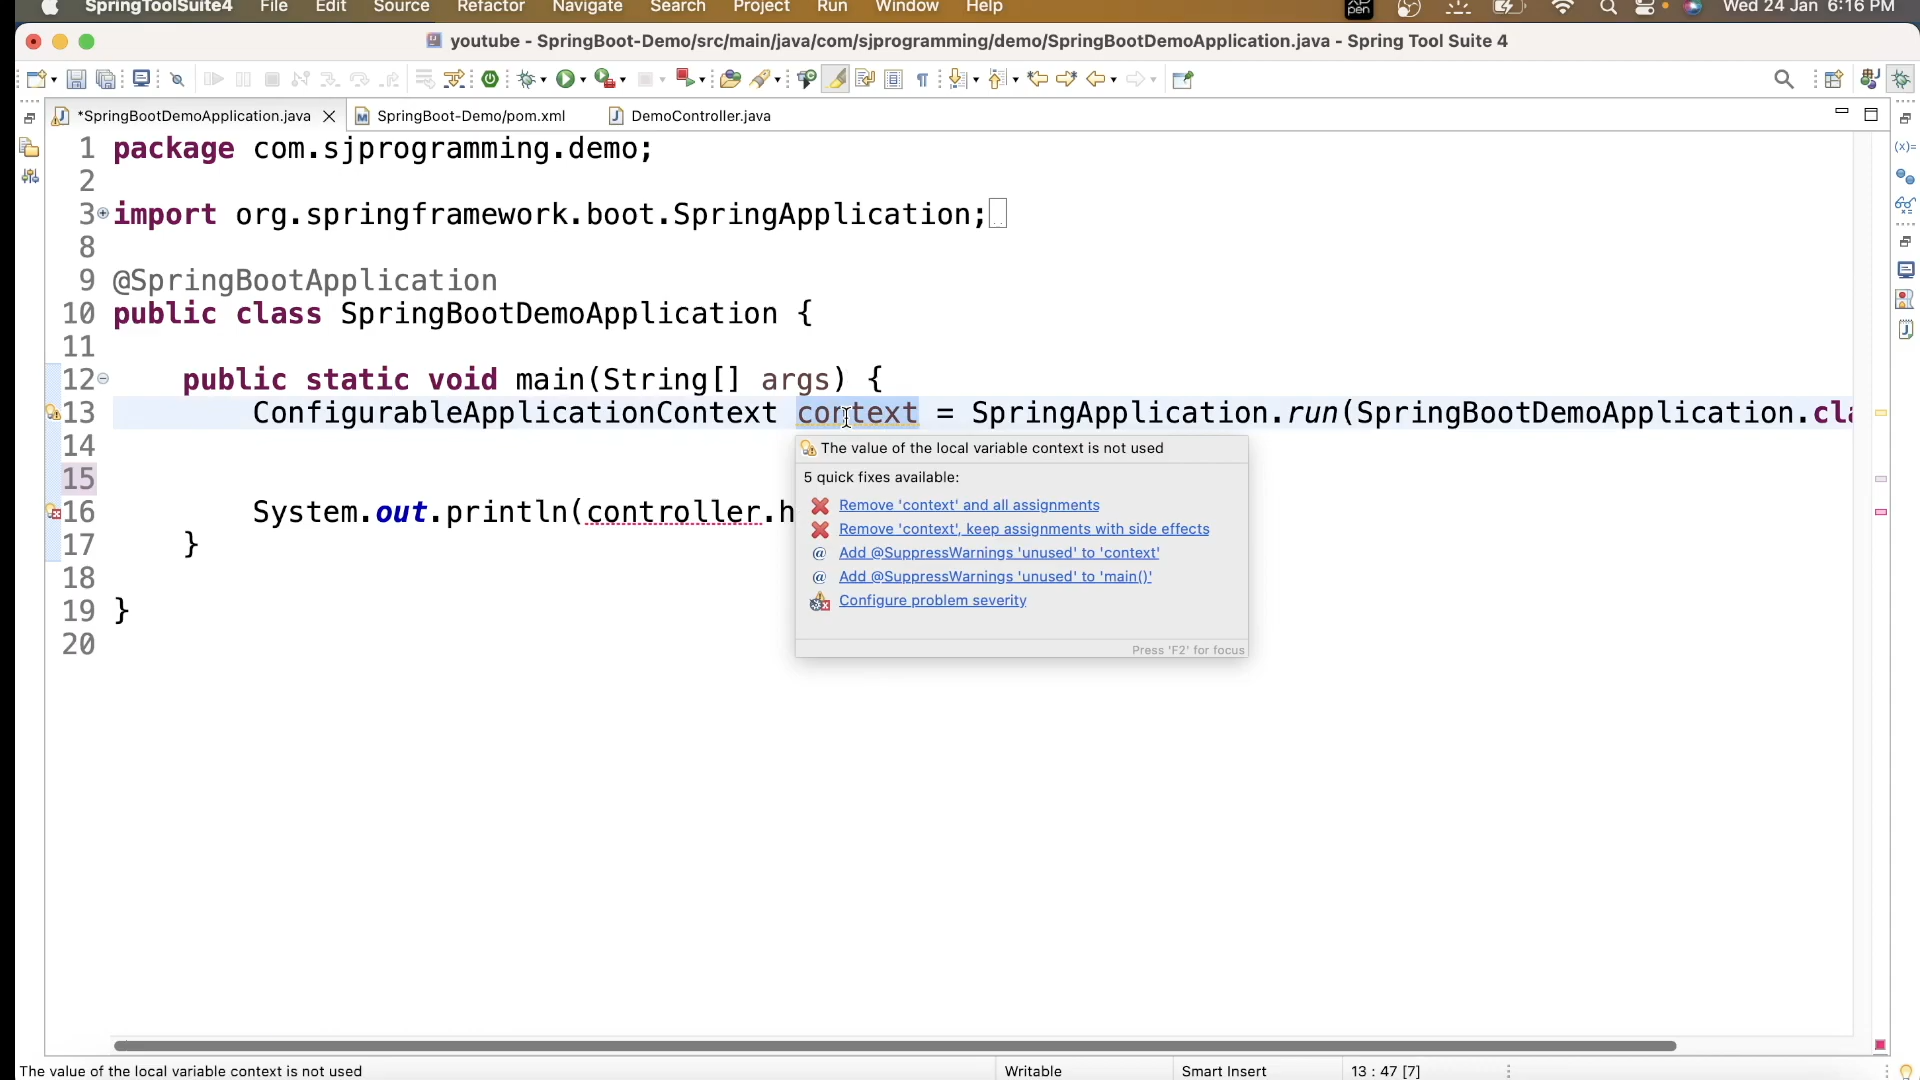 SpringToolSuite4 File Edit Source Refactor Navigate Search Project Run Window Help XP pen Wed 24 Jan 6:16 PM
youtube - SpringBoot-Demo/src/main/java/com/sjprogramming/demo/SpringBootDemoApplication.java - Spring Tool Suite 4
*SpringBootDemoApplication.java SpringBoot-Demo/pom.xml DemoController.java
1 package com.sjprogramming.demo;
2
3 import org.springframework.boot.SpringApplication;
8
9 @SpringBootApplication
10 public class SpringBootDemoApplication {
11
12 public static void main(String[] args) {
13 ConfigurableApplicationContext context = SpringApplication.run(SpringBootDemoApplication.cla
14
15
16 System.out.println(controller.h
17 }
18
19 }
20
The value of the local variable context is not used
5 quick fixes available:
Remove 'context' and all assignments
Remove 'context', keep assignments with side effects
@ Add @SuppressWarnings 'unused' to 'context'
@ Add @SuppressWarnings 'unused' to 'main()'
Configure problem severity
Press 'F2' for focus
The value of the local variable context is not used Writable Smart Insert 13 : 47 [7]